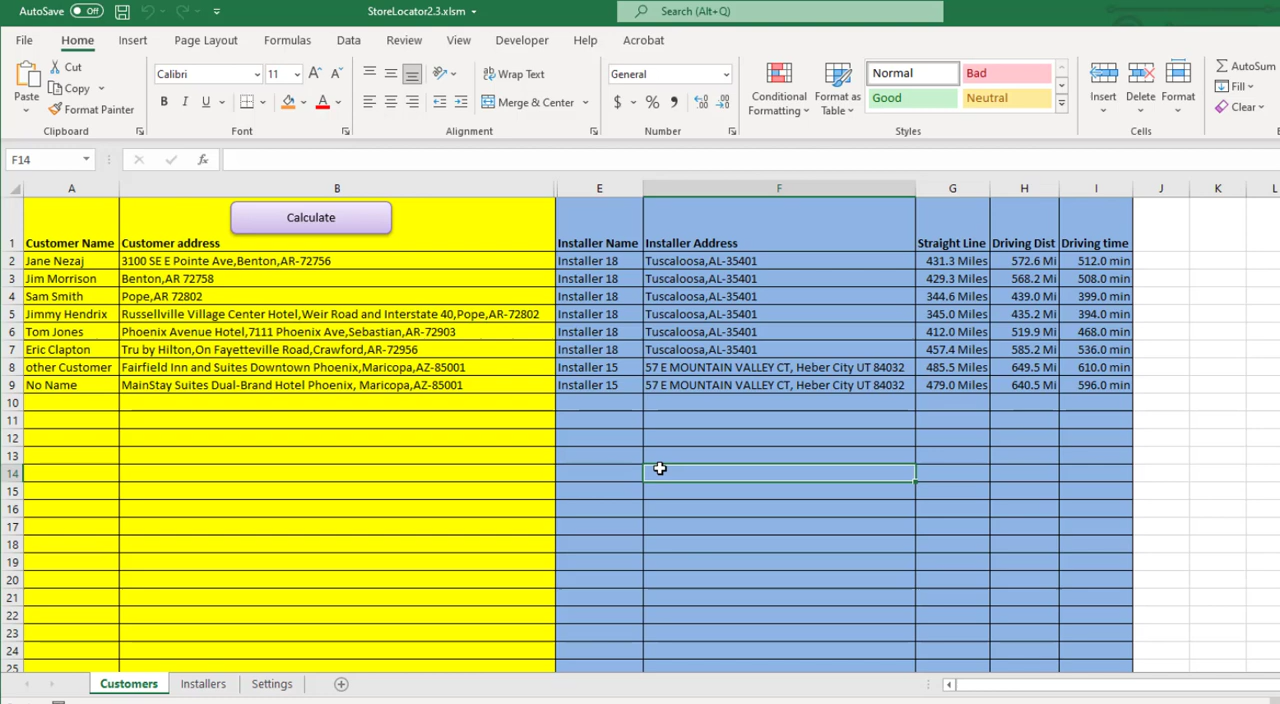 AutoSave Off StoreLocator2.3.xlsm Search (Alt+Q)
File Home Insert Page Layout Formulas Data Review View Developer Help Acrobat
Paste
Cut
Copy
Format Painter
Clipboard
Calibri 11
B I U A
Font
Wrap Text
Merge & Center
Alignment
General
$ %
Number
Conditional Formatting
Format as Table
Normal Bad
Good Neutral
Styles
Insert Delete Format
Cells
AutoSum
Fill
Clear
F14 fx
A B E F G H I J K L
Calculate
1 Customer Name Customer address Installer Name Installer Address Straight Line Driving Dist Driving time
2 Jane Nezaj 3100 SE E Pointe Ave,Benton,AR-72756 Installer 18 Tuscaloosa,AL-35401 431.3 Miles 572.6 Mi 512.0 min
3 Jim Morrison Benton,AR 72758 Installer 18 Tuscaloosa,AL-35401 429.3 Miles 568.2 Mi 508.0 min
4 Sam Smith Pope,AR 72802 Installer 18 Tuscaloosa,AL-35401 344.6 Miles 439.0 Mi 399.0 min
5 Jimmy Hendrix Russellville Village Center Hotel,Weir Road and Interstate 40,Pope,AR-72802 Installer 18 Tuscaloosa,AL-35401 345.0 Miles 435.2 Mi 394.0 min
6 Tom Jones Phoenix Avenue Hotel,7111 Phoenix Ave,Sebastian,AR-72903 Installer 18 Tuscaloosa,AL-35401 412.0 Miles 519.9 Mi 468.0 min
7 Eric Clapton Tru by Hilton,On Fayetteville Road,Crawford,AR-72956 Installer 18 Tuscaloosa,AL-35401 457.4 Miles 585.2 Mi 536.0 min
8 other Customer Fairfield Inn and Suites Downtown Phoenix,Maricopa,AZ-85001 Installer 15 57 E MOUNTAIN VALLEY CT, Heber City UT 84032 485.5 Miles 649.5 Mi 610.0 min
9 No Name MainStay Suites Dual-Brand Hotel Phoenix, Maricopa,AZ-85001 Installer 15 57 E MOUNTAIN VALLEY CT, Heber City UT 84032 479.0 Miles 640.5 Mi 596.0 min
10
11
12
13
14
15
16
17
18
19
20
21
22
23
24
25
Customers Installers Settings